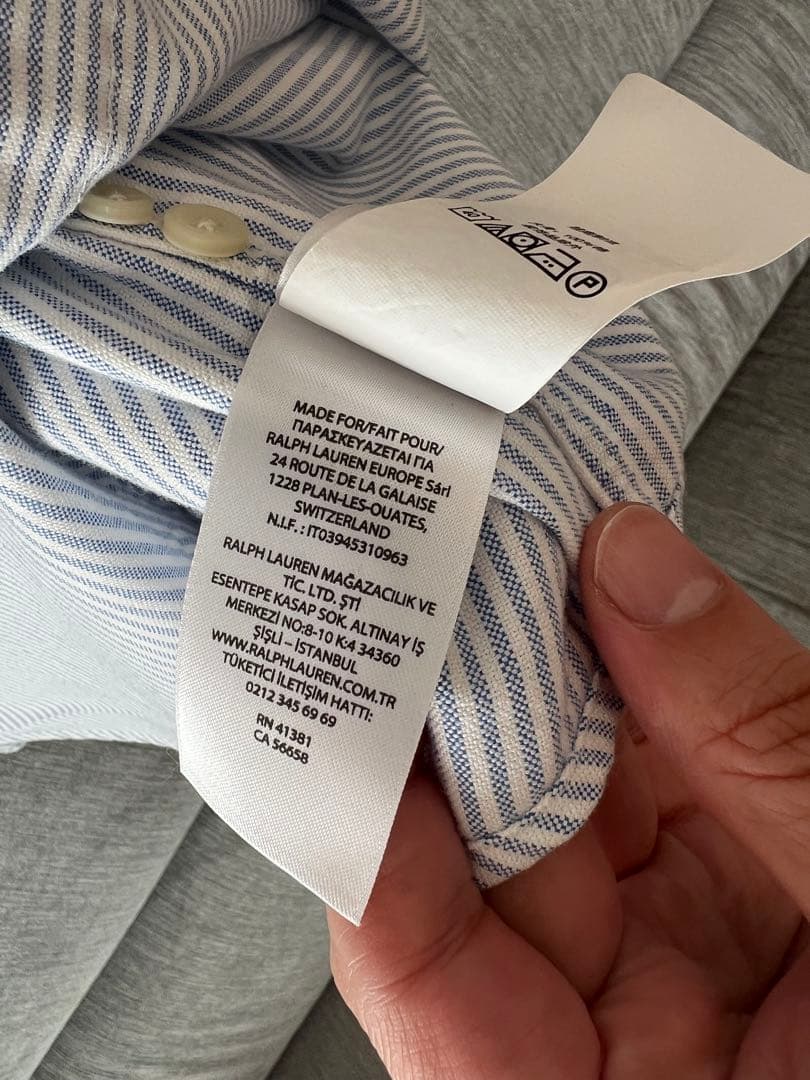 MADE FOR/FAIT POUR/
ΠΑΡΑΣΚΕΥΑΖΕΤΑΙ ΓΙΑ
RALPH LAUREN EUROPE Sárl
24 ROUTE DE LA GALAISE
1228 PLAN-LES-OUATES,
SWITZERLAND
N.I.F. : IT03945310963
RALPH LAUREN MAĞAZACILIK VE
TİC. LTD. ŞTİ
ESENTEPE KASAP SOK. ALTINAY İŞ
MERKEZİ NO:8-10 K:4 34360
ŞİŞLİ – İSTANBUL
WWW.RALPHLAUREN.COM.TR
TÜKETİCİ İLETİŞİM HATTI:
0212 345 69 69
RN 41381
CA 56658
P